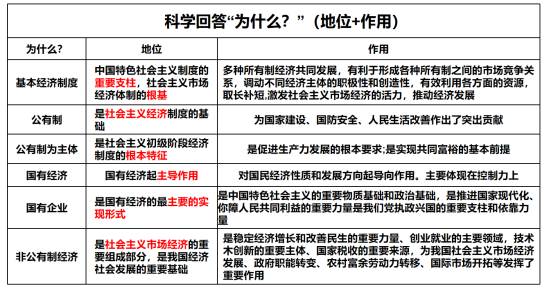 科学回答“为什么？”（地位+作用）
为什么？
地位
作用
基本经济制度
中国特色社会主义制度的
重要支柱，社会主义市场
经济体制的根基
多种所有制经济共同发展，有利于形成各种所有制之间的市场竞争关
系，调动不同经济主体的职极性和创造性，有效利用各方面的资源，
取长补短,激发社会主义市场经济的活力，推动经济发展
公有制
是社会主义经济制度的基
础
为国家建设、国防安全、人民生活改善作出了突出贡献
公有制为主体
是社会主义初级阶段经济
制度的根本特征
是促进生产力发展的根本要求;是实现共同富裕的基本前提
国有经济
国有经济起主导作用
对国民经济性质和发展方向起导向作用。主要体现在控制力上
国有企业
是国有经济的最主要的实
现形式
是中国特色社会主义的重要物质基础和政治基础，是推进国家现代化、
你障人民共同利益的重要力量是我们党执政兴国的重要支柱和依靠力
量
非公有制经济
是社会主义市场经济的重
要组成部分，是我国经济
社会发展的重要基础
是稳定经济增长和改善民生的重要力量、创业就业的主要领域，技术
术创新的重要主体、国家税收的重要来源，为我国社会主义市场经济
发展、政府职能转变、农村富余劳动力转移、国际市场开拓等发挥了
重要作用